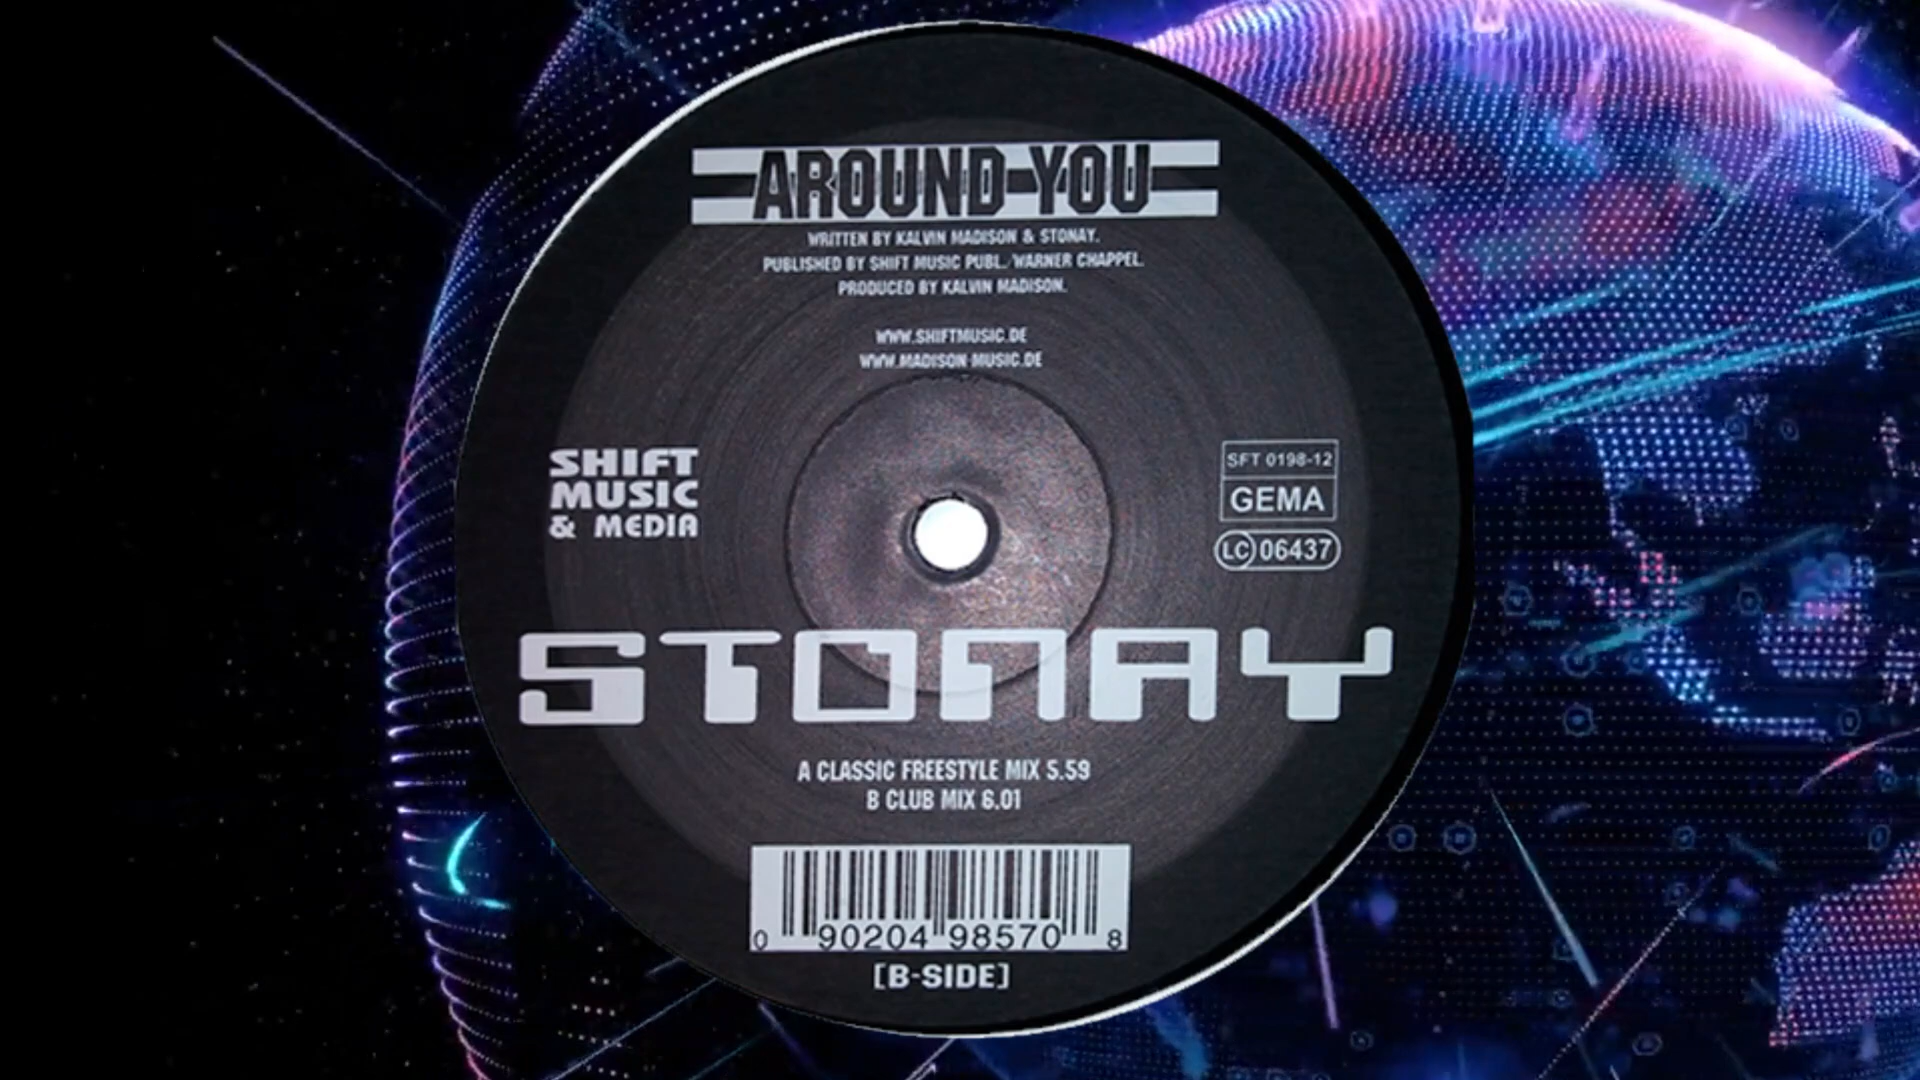 AROUND YOU
WRITTEN BY KALVIN MADISON & STONAY.
PUBLISHED BY SHIFT MUSIC PUBL./WARNER CHAPPEL.
PRODUCED BY KALVIN MADISON.
WWW.SHIFTMUSIC.DE
WWW.MADISON-MUSIC.DE
SHIFT
MUSIC
& MEDIA
SFT 0198-12
GEMA
LC 06437
STONAY
A CLASSIC FREESTYLE MIX 5.59
B CLUB MIX 6.01
0 90204 98570 8
[B-SIDE]